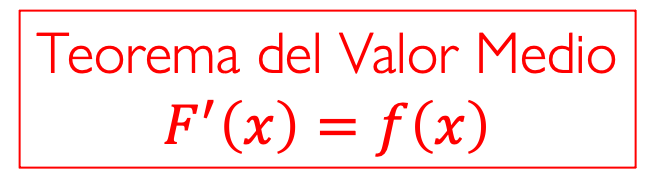 Teorema del Valor Medio
F′(x) = f(x)